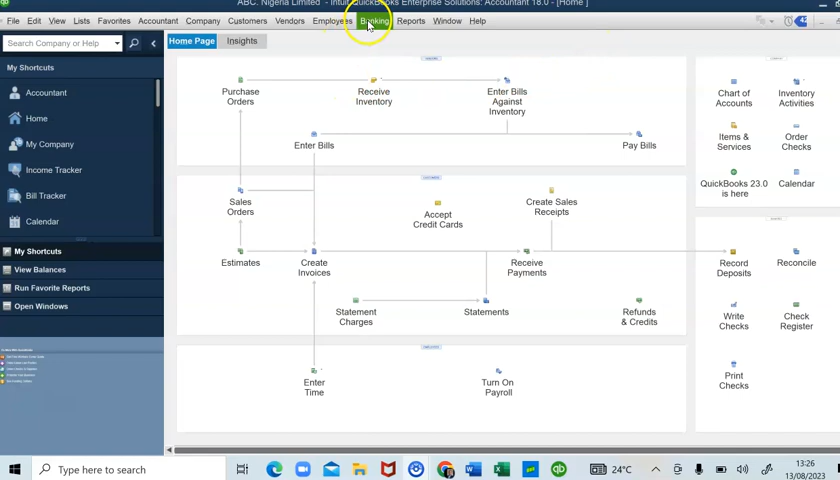 ABC. Nigeria Limited - Intuit QuickBooks Enterprise Solutions: Accountant 18.0 - [Home ]
File Edit View Lists Favorites Accountant Company Customers Vendors Employees Banking Reports Window Help
42
Search Company or Help
Home Page Insights
My Shortcuts
Accountant
Home
My Company
Income Tracker
Bill Tracker
Calendar
My Shortcuts
View Balances
Run Favorite Reports
Open Windows
Purchase
Orders
Receive
Inventory
Enter Bills
Against
Inventory
Enter Bills
Pay Bills
Sales
Orders
Accept
Credit Cards
Create Sales
Receipts
Estimates
Create
Invoices
Receive
Payments
Statement
Charges
Statements
Refunds
& Credits
Enter
Time
Turn On
Payroll
Chart of
Accounts
Inventory
Activities
Items &
Services
Order
Checks
QuickBooks 23.0
is here
Calendar
Record
Deposits
Reconcile
Write
Checks
Check
Register
Print
Checks
Type here to search
24°C
13:26
13/08/2023